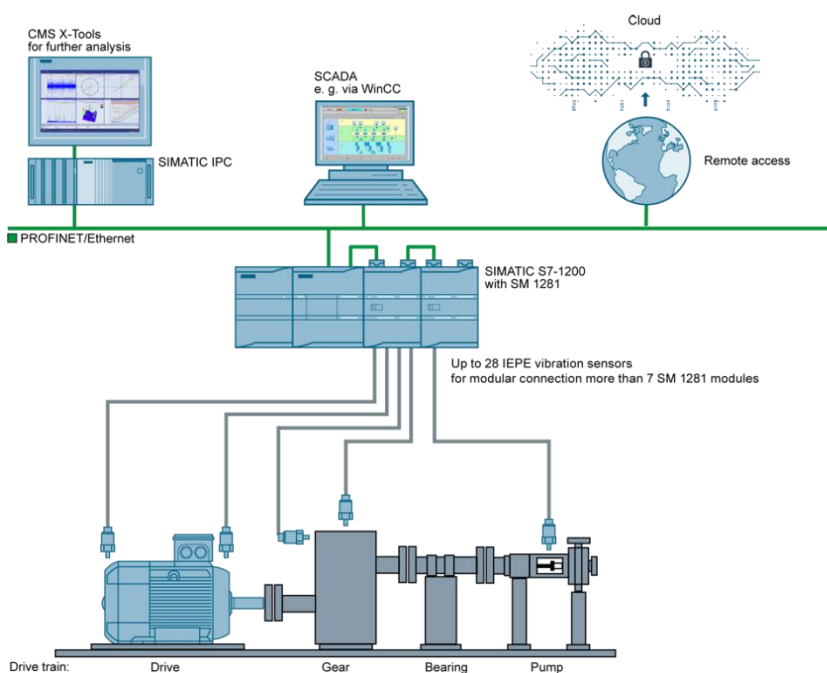 CMS X-Tools
for further analysis
SIMATIC IPC
SCADA
e. g. via WinCC
Cloud
Remote access
PROFINET/Ethernet
SIMATIC S7-1200
with SM 1281
Up to 28 IEPE vibration sensors
for modular connection more than 7 SM 1281 modules
Drive train:
Drive
Gear
Bearing
Pump